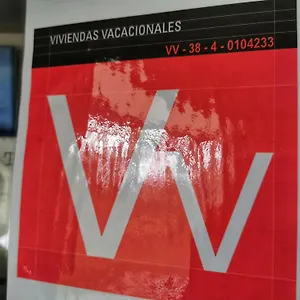 VIVIENDAS VACACIONALES
VV - 38 - 4 - 0104233
VV